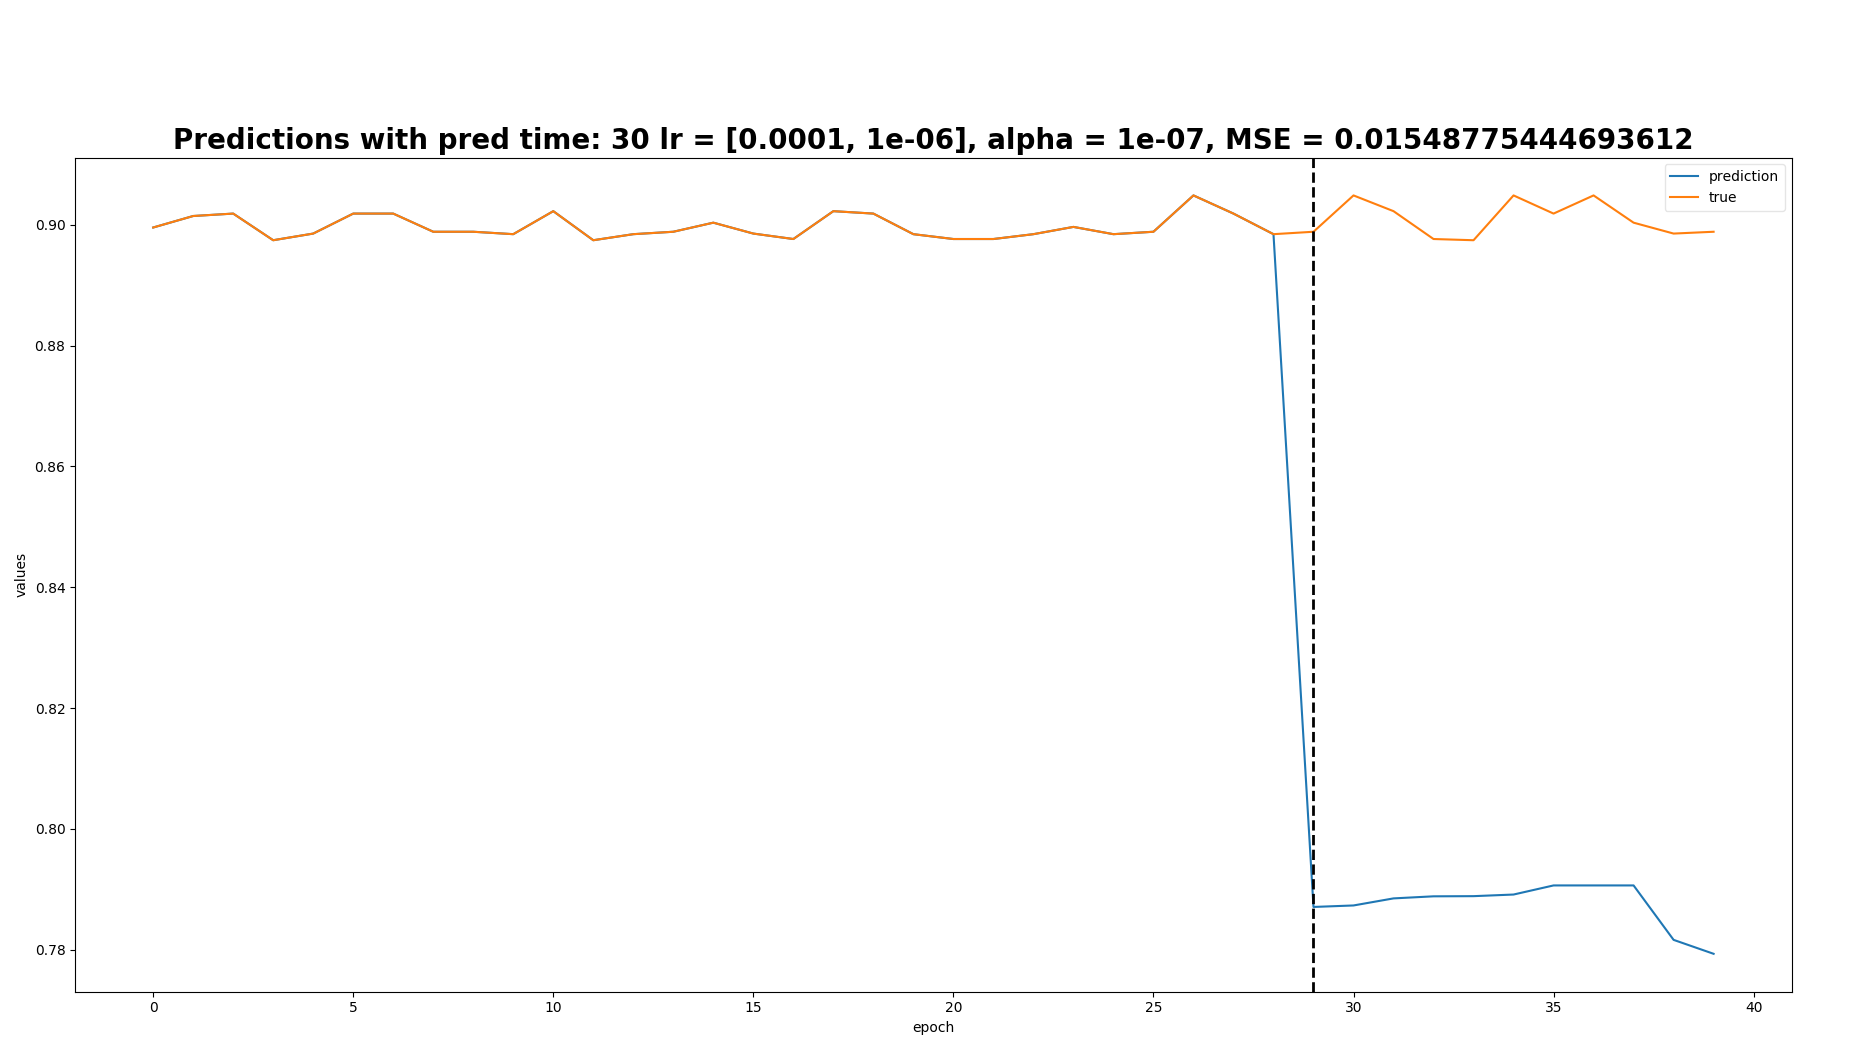 Predictions with pred time: 30 lr = [0.0001, 1e-06], alpha = 1e-07, MSE = 0.01548775444693612
prediction
true
0.90
0.88
0.86
0.84
0.82
0.80
0.78
values
0 5 10 15 20 25 30 35 40
epoch